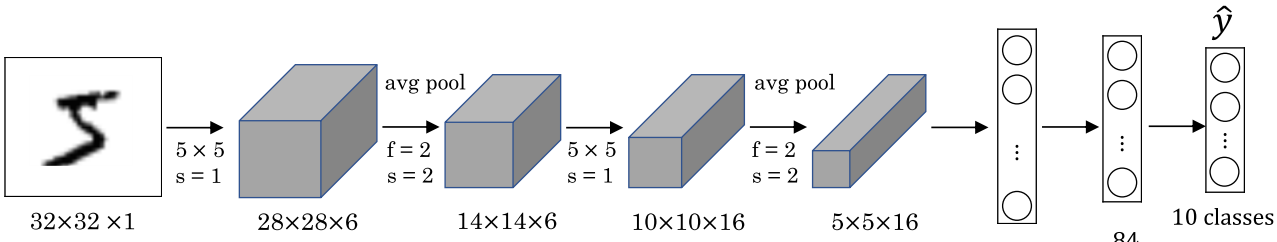 ŷ
avg pool
avg pool
5 × 5
s = 1
f = 2
s = 2
5 × 5
s = 1
f = 2
s = 2
⋮
⋮
⋮
32×32 ×1
28×28×6
14×14×6
10×10×16
5×5×16
10 classes
84